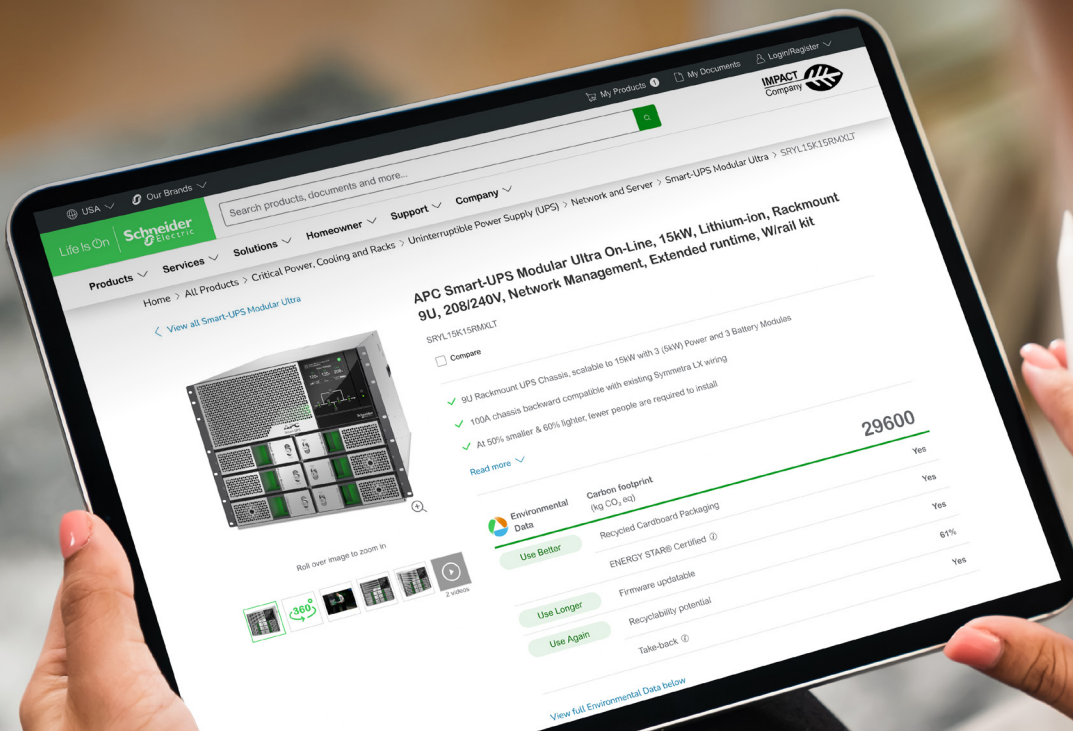 USA
Our Brands
My Products 1
My Documents
Login/Register
Life Is On
Schneider
Electric
Search products, documents and more...
IMPACT
Company
Products
Services
Solutions
Homeowner
Support
Company
Home > All Products > Critical Power, Cooling and Racks > Uninterruptible Power Supply (UPS) > Network and Server > Smart-UPS Modular Ultra > SRYL15K15RMXLT
View all Smart-UPS Modular Ultra
APC Smart-UPS Modular Ultra On-Line, 15kW, Lithium-ion, Rackmount
9U, 208/240V, Network Management, Extended runtime, W/rail kit
SRYL15K15RMXLT
Compare
9U Rackmount UPS Chassis, scalable to 15kW with 3 (5kW) Power and 3 Battery Modules
100A chassis backward compatible with existing Symmetra LX wiring
At 50% smaller & 60% lighter, fewer people are required to install
Read more
APC
Roll over image to zoom in
360°
2 videos
Environmental
Data
Carbon footprint
(kg CO₂ eq)
29600
Use Better
Recycled Cardboard Packaging
Yes
ENERGY STAR® Certified
Yes
Use Longer
Firmware updatable
Yes
Use Again
Recyclability potential
61%
Take-back
Yes
View full Environmental Data below